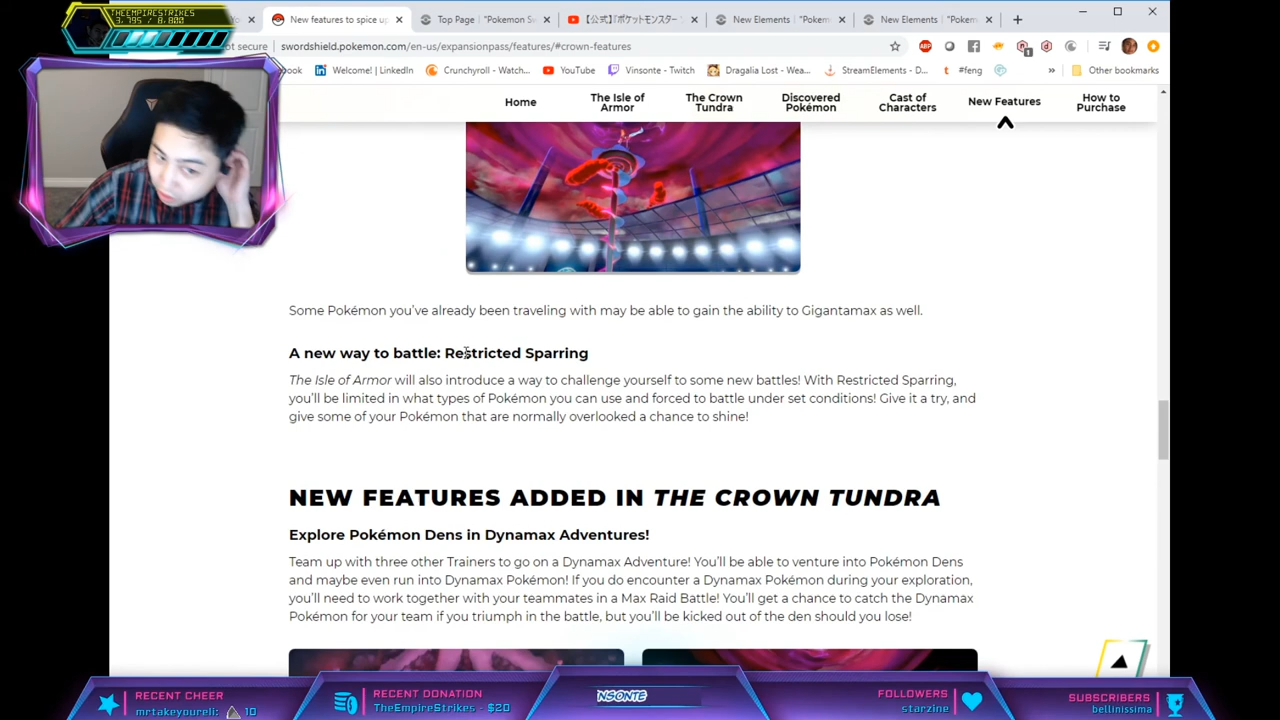 THEEMPIRESTRIKES
3,795 / 8,800
New features to spice up
Top Page | "Pokemon Sw
【公式】『ポケットモンスター
New Elements | "Pokem
New Elements | "Pokem
ot secure
swordshield.pokemon.com/en-us/expansionpass/features/#crown-features
Welcome! | LinkedIn
Crunchyroll - Watch...
YouTube
Vinsonte - Twitch
Dragalia Lost - Wea...
StreamElements - D...
#feng
Other bookmarks
Home
The Isle of Armor
The Crown Tundra
Discovered Pokémon
Cast of Characters
New Features
How to Purchase
Some Pokémon you've already been traveling with may be able to gain the ability to Gigantamax as well.
A new way to battle: Restricted Sparring
The Isle of Armor will also introduce a way to challenge yourself to some new battles! With Restricted Sparring,
you'll be limited in what types of Pokémon you can use and forced to battle under set conditions! Give it a try, and
give some of your Pokémon that are normally overlooked a chance to shine!
NEW FEATURES ADDED IN THE CROWN TUNDRA
Explore Pokémon Dens in Dynamax Adventures!
Team up with three other Trainers to go on a Dynamax Adventure! You'll be able to venture into Pokémon Dens
and maybe even run into Dynamax Pokémon! If you do encounter a Dynamax Pokémon during your exploration,
you'll need to work together with your teammates in a Max Raid Battle! You'll get a chance to catch the Dynamax
Pokémon for your team if you triumph in the battle, but you'll be kicked out of the den should you lose!
RECENT CHEER
mrtakeyoureli: 10
RECENT DONATION
TheEmpireStrikes - $20
NSONTE
FOLLOWERS
starzine
SUBSCRIBERS
bellinissima